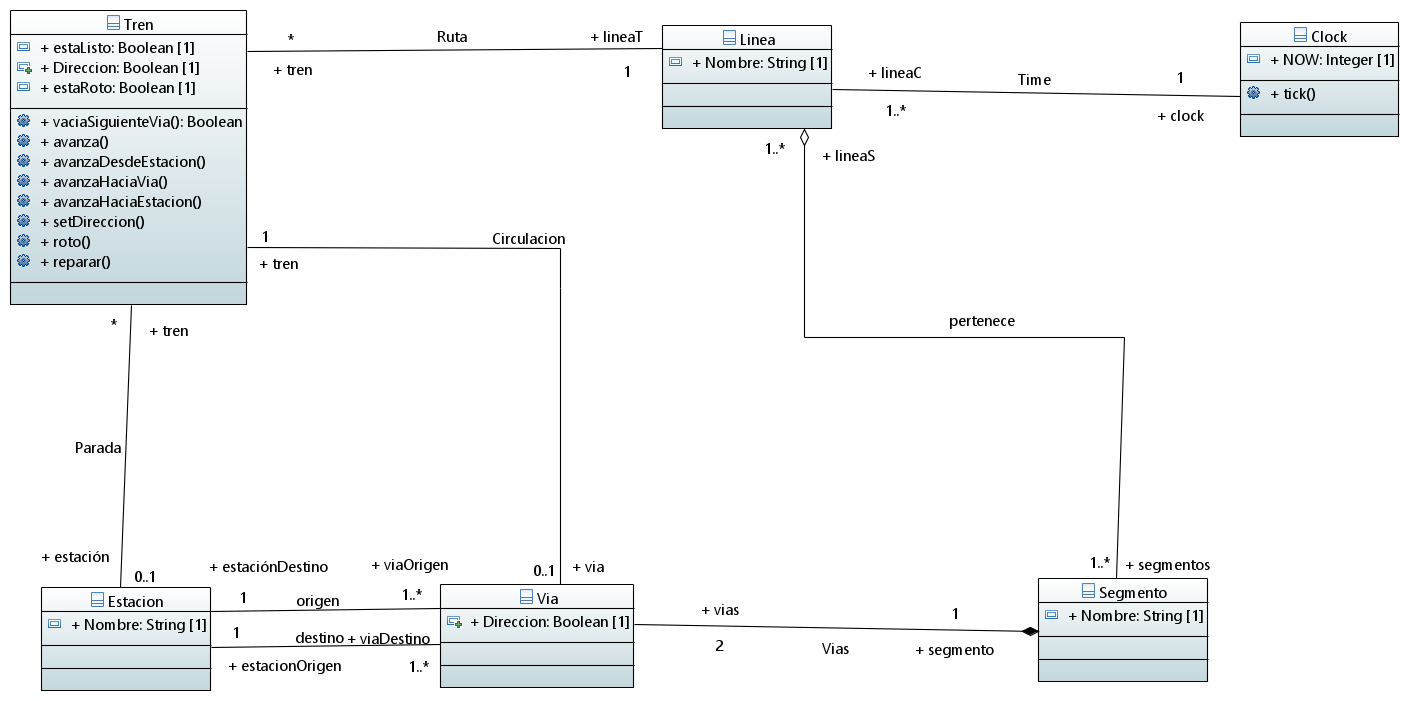 Tren
+ estaListo: Boolean [1]
+ Direccion: Boolean [1]
+ estaRoto: Boolean [1]
+ vaciaSiguienteVia(): Boolean
+ avanza()
+ avanzaDesdeEstacion()
+ avanzaHaciaVia()
+ avanzaHaciaEstacion()
+ setDireccion()
+ roto()
+ reparar()
*
Ruta
+ lineaT
+ tren
1
Linea
+ Nombre: String [1]
Clock
+ NOW: Integer [1]
+ tick()
+ lineaC
Time
1
1..*
+ clock
1..*
+ lineaS
1
Circulacion
+ tren
*
+ tren
pertenece
Parada
+ estación
0..1
+ estaciónDestino
+ viaOrigen
0..1
+ via
1..*
+ segmentos
Estacion
+ Nombre: String [1]
1
origen
1..*
1
destino
+ viaDestino
+ estacionOrigen
1..*
Via
+ Direccion: Boolean [1]
+ vias
1
2
Vias
+ segmento
Segmento
+ Nombre: String [1]